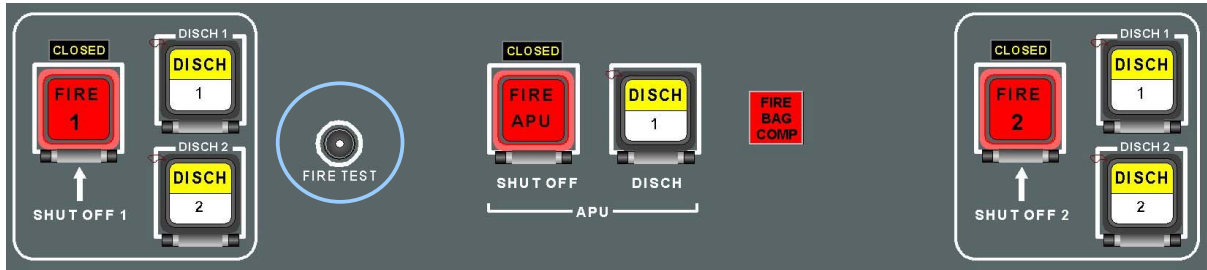 CLOSED
FIRE
1
SHUT OFF 1
DISCH 1
DISCH
1
DISCH 2
DISCH
2
FIRE TEST
CLOSED
FIRE
APU
SHUT OFF
DISCH
1
DISCH
APU
FIRE
BAG
COMP
CLOSED
FIRE
2
SHUT OFF 2
DISCH 1
DISCH
1
DISCH 2
DISCH
2